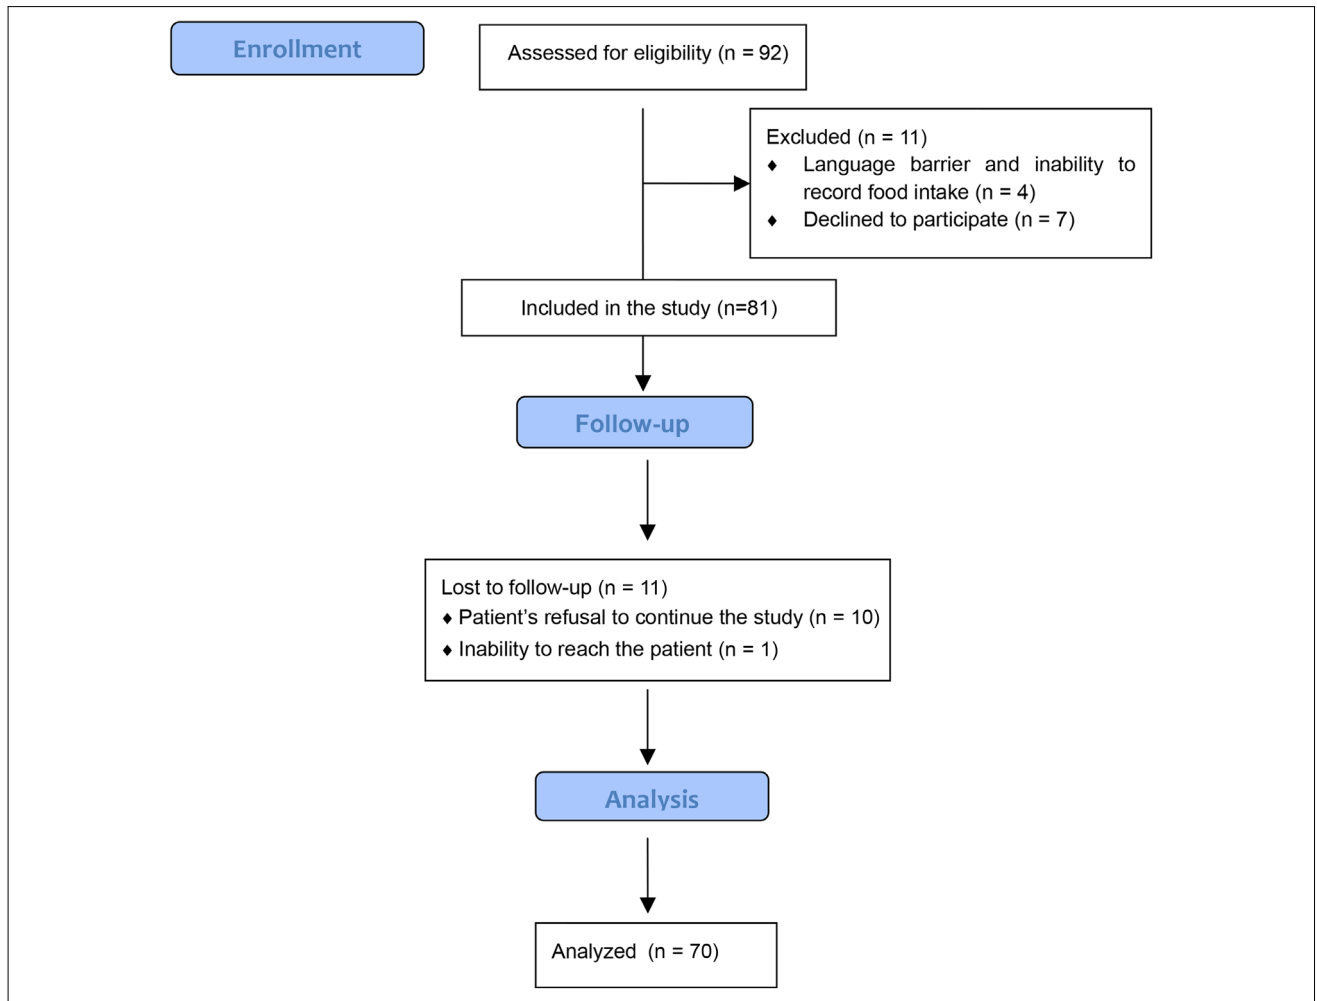 Enrollment
Assessed for eligibility (n = 92)
Excluded (n = 11)
♦ Language barrier and inability to
record food intake (n = 4)
♦ Declined to participate (n = 7)
Included in the study (n=81)
Follow-up
Lost to follow-up (n = 11)
♦ Patient’s refusal to continue the study (n = 10)
♦ Inability to reach the patient (n = 1)
Analysis
Analyzed (n = 70)